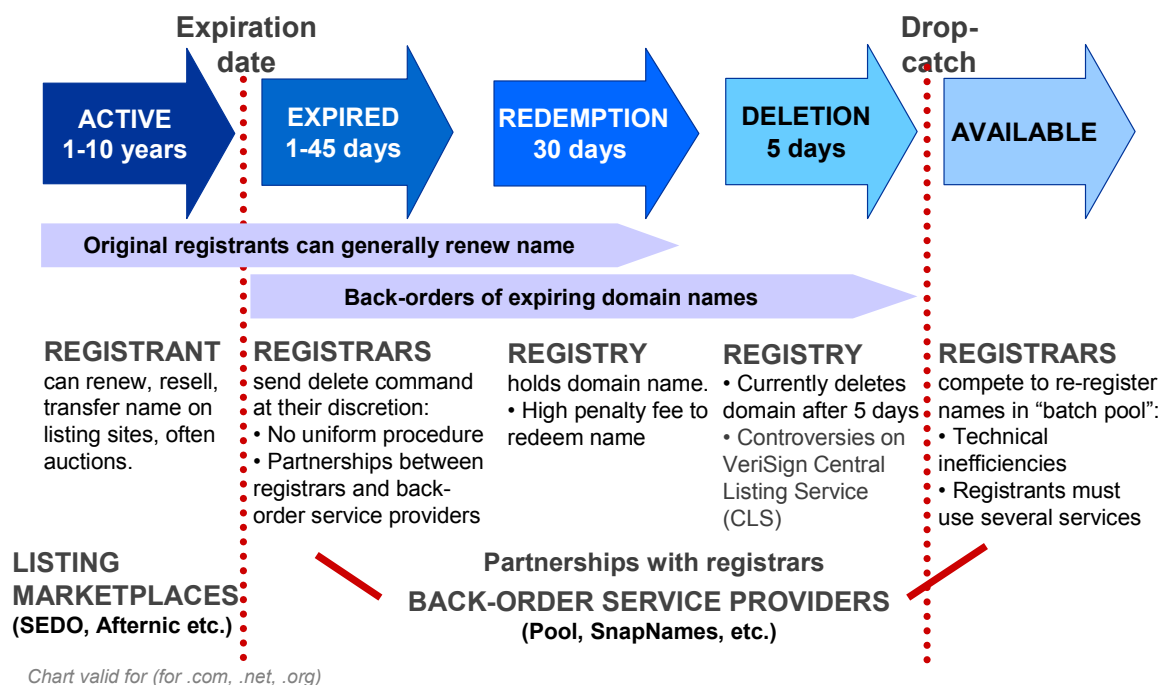 Expiration
date
Drop-
catch
ACTIVE
1-10 years
EXPIRED
1-45 days
REDEMPTION
30 days
DELETION
5 days
AVAILABLE
Original registrants can generally renew name
Back-orders of expiring domain names
REGISTRANT
can renew, resell,
transfer name on
listing sites, often
auctions.
REGISTRARS
send delete command
at their discretion:
• No uniform procedure
• Partnerships between
registrars and back-
order service providers
REGISTRY
holds domain name.
• High penalty fee to
redeem name
REGISTRY
• Currently deletes
domain after 5 days
• Controversies on
VeriSign Central
Listing Service
(CLS)
REGISTRARS
compete to re-register
names in “batch pool”:
• Technical
inefficiencies
• Registrants must
use several services
LISTING
MARKETPLACES
(SEDO, Afternic etc.)
Partnerships with registrars
BACK-ORDER SERVICE PROVIDERS
(Pool, SnapNames, etc.)
Chart valid for (for .com, .net, .org)